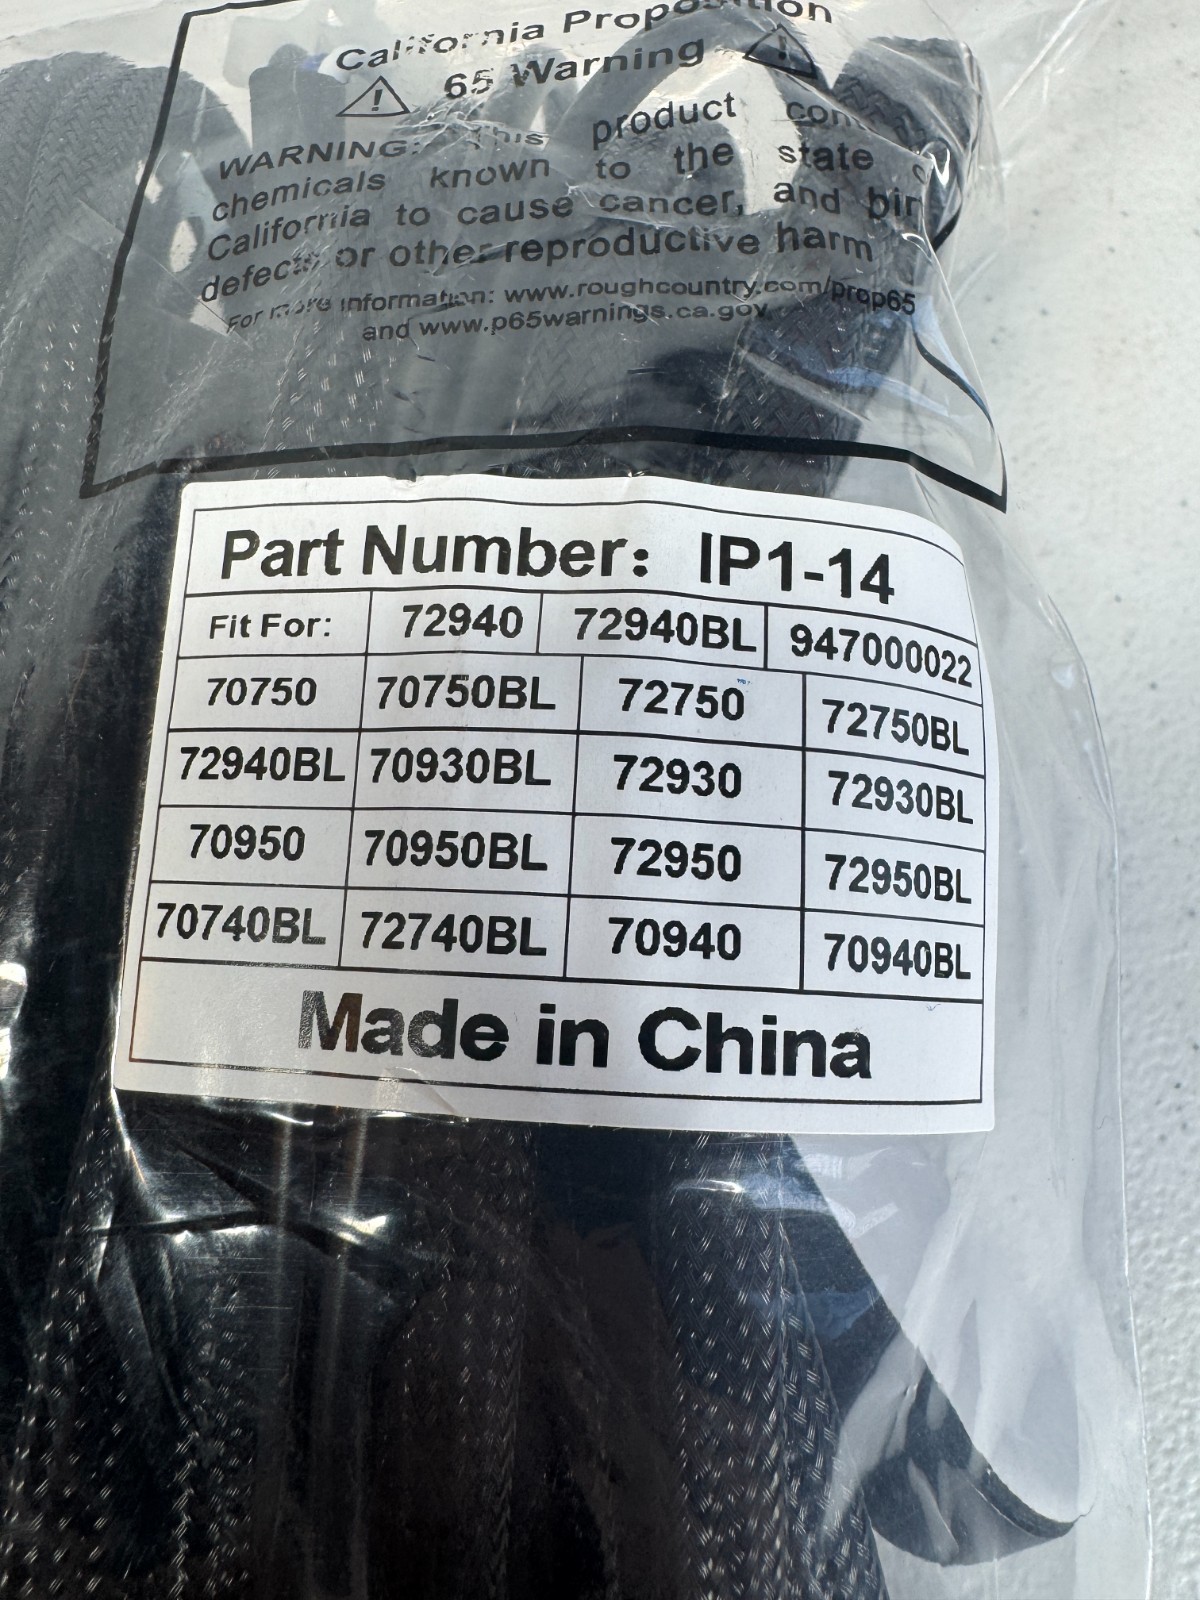 California Proposition
65 Warning
WARNING: This product
chemicals known to the state
California to cause cancer, and
defects or other reproductive harm
For more information: www.roughcountry.com/prop65
and www.p65warnings.ca.gov
Part Number: IP1-14
Fit For: 72940 72940BL 947000022
70750 70750BL 72750 72750BL
72940BL 70930BL 72930 72930BL
70950 70950BL 72950 72950BL
70740BL 72740BL 70940 70940BL
Made in China